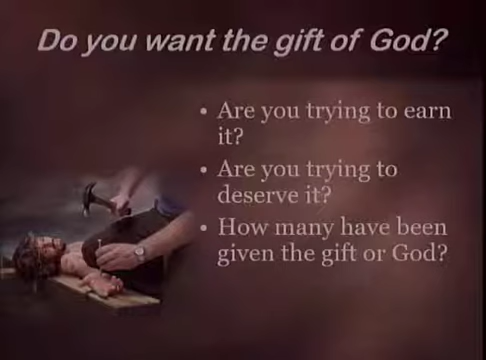 Do you want the gift of God?
• Are you trying to earn
it?
• Are you trying to
deserve it?
• How many have been
given the gift or God?